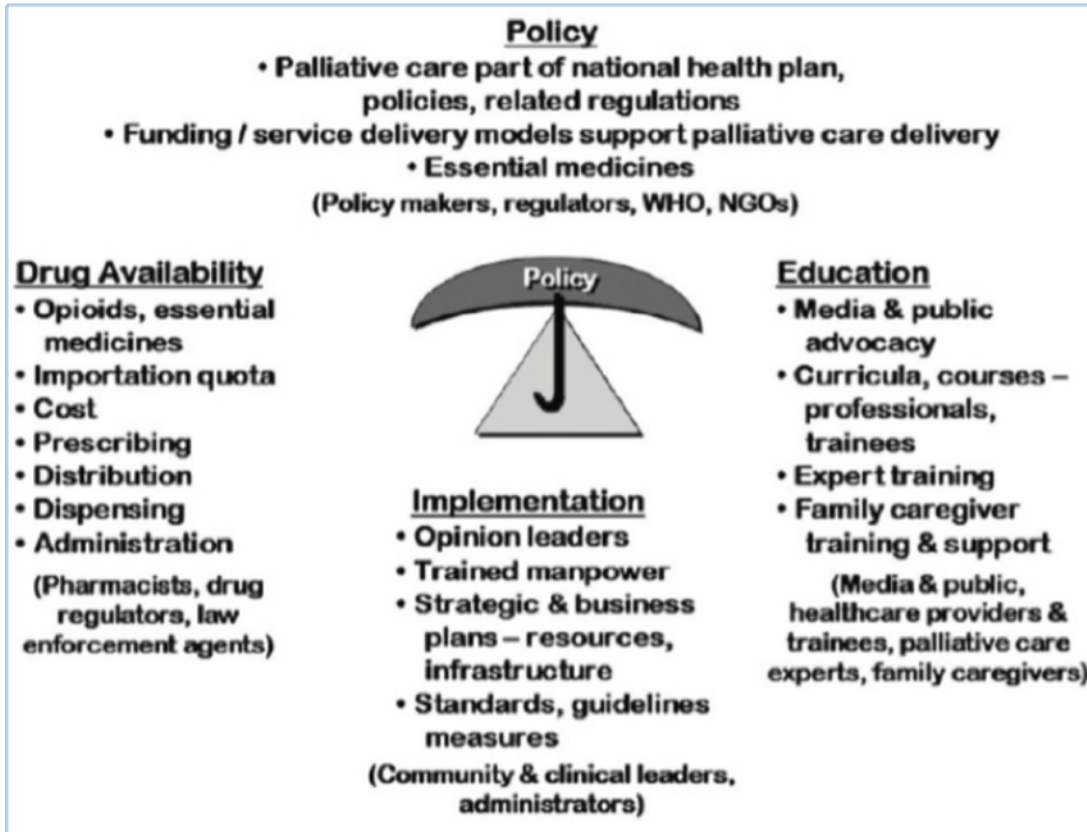 Policy
• Palliative care part of national health plan,
policies, related regulations
• Funding / service delivery models support palliative care delivery
• Essential medicines
(Policy makers, regulators, WHO, NGOs)
Drug Availability
• Opioids, essential
medicines
• Importation quota
• Cost
• Prescribing
• Distribution
• Dispensing
• Administration
(Pharmacists, drug
regulators, law
enforcement agents)
Policy
Implementation
• Opinion leaders
• Trained manpower
• Strategic & business
plans – resources,
infrastructure
• Standards, guidelines
measures
(Community & clinical leaders,
administrators)
Education
• Media & public
advocacy
• Curricula, courses –
professionals,
trainees
• Expert training
• Family caregiver
training & support
(Media & public,
healthcare providers &
trainees, palliative care
experts, family caregivers)